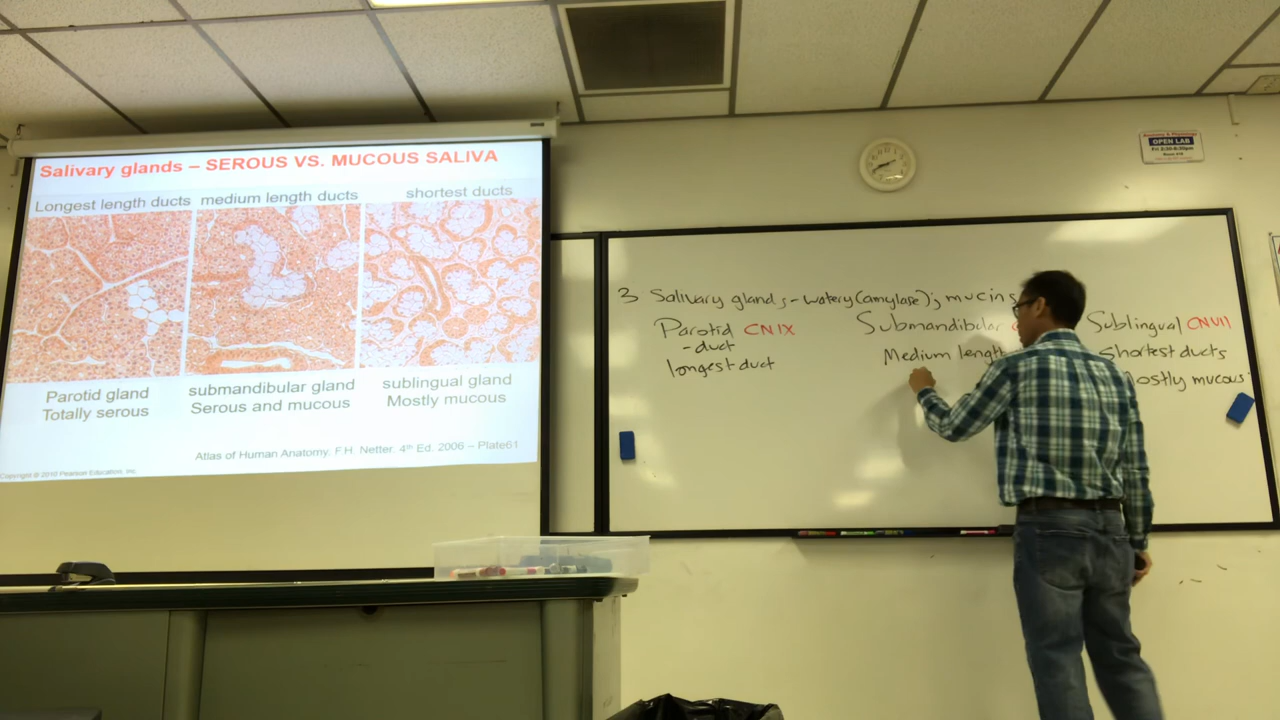 Salivary glands – SEROUS VS. MUCOUS SALIVA
Longest length ducts
medium length ducts
shortest ducts
Parotid gland
Totally serous
submandibular gland
Serous and mucous
sublingual gland
Mostly mucous
Atlas of Human Anatomy. F.H Netter. 4th Ed. 2006 – Plate61
Copyright © 2010 Pearson Education, Inc.
3 Salivary glands - watery (amylase); mucins
Parotid CN IX
- duct
longest duct
Submandibular
Medium length
Sublingual CN VII
Shortest ducts
Mostly mucous
OPEN LAB